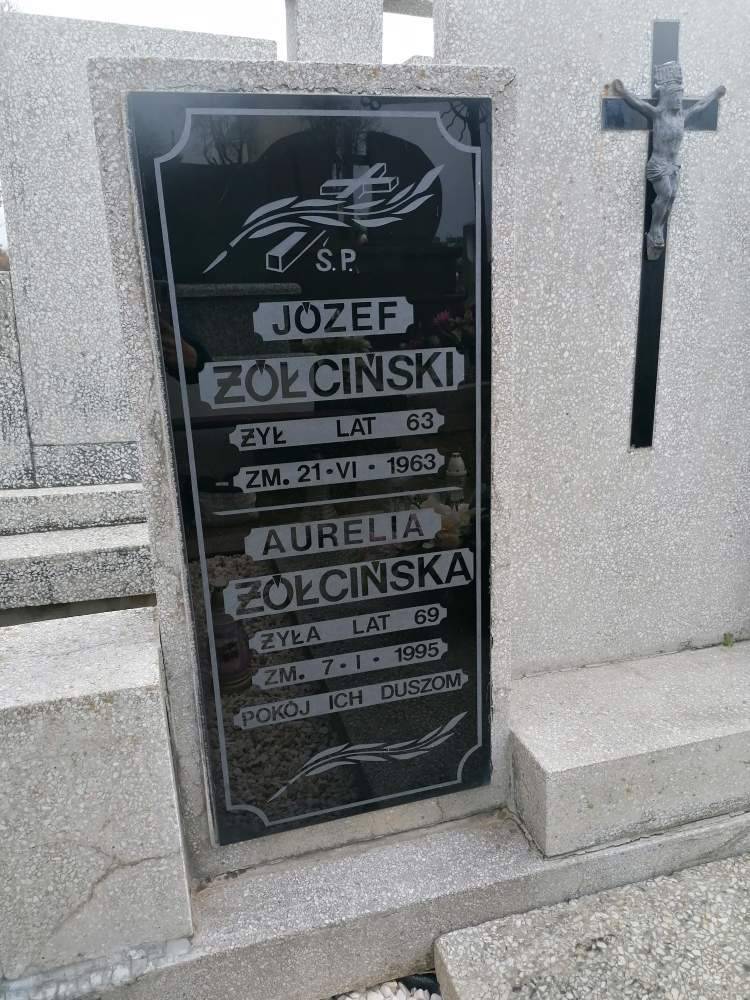 Ś.P.
JÓZEF
ŻÓŁCIŃSKI
ŻYŁ LAT 63
ZM. 21·VI·1963
AURELIA
ŻÓŁCIŃSKA
ŻYŁA LAT 69
ZM. 7·I·1995
POKÓJ ICH DUSZOM